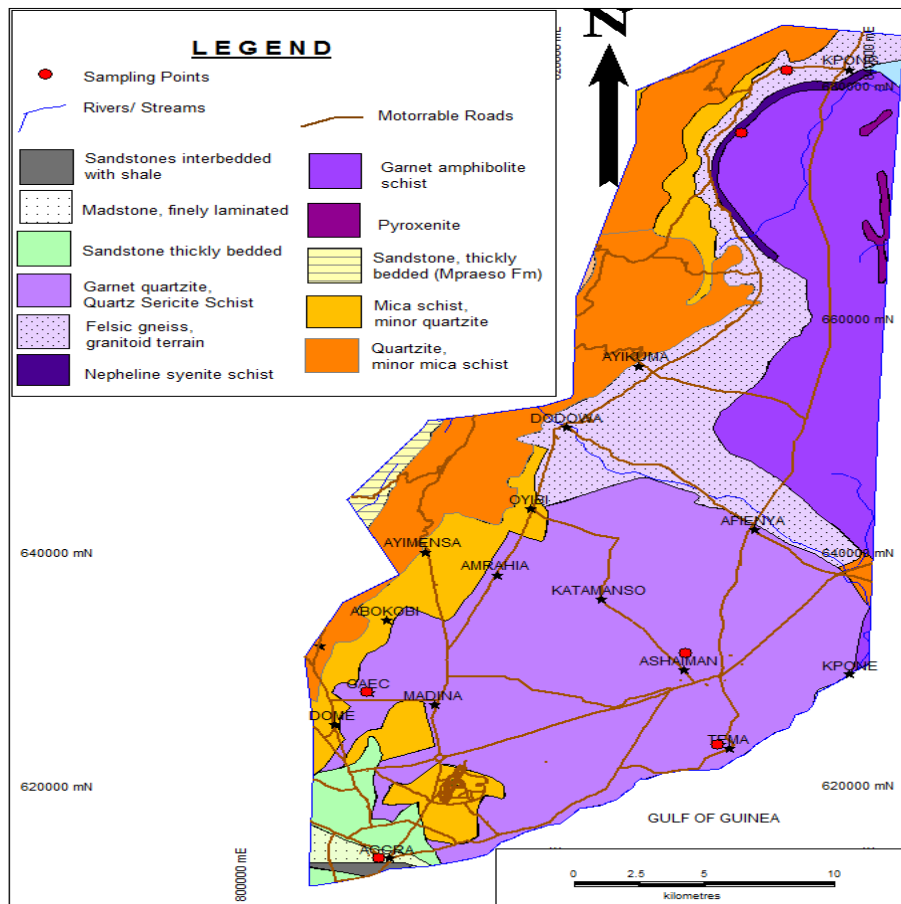 LEGEND
Sampling Points
Rivers/ Streams
Sandstones interbedded
with shale
Madstone, finely laminated
Sandstone thickly bedded
Garnet quartzite,
Quartz Sericite Schist
Felsic gneiss,
granitoid terrain
Nepheline syenite schist
Motorrable Roads
Garnet amphibolite
schist
Pyroxenite
Sandstone, thickly
bedded (Mpraeso Fm)
Mica schist,
minor quartzite
Quartzite,
minor mica schist
N
KPONG
660000 mN
AYIKUMA
DODOWA
OYIBI
AFIENYA
640000 mN
640000 mN
AYIMENSA
AMRAHIA
KATAMANSO
ABOKOBI
ASHAIMAN
KPONE
GAEC
MADINA
DOME
TEMA
620000 mN
620000 mN
GULF OF GUINEA
ACCRA
800000 mE
0 2.5 5 10
kilometres